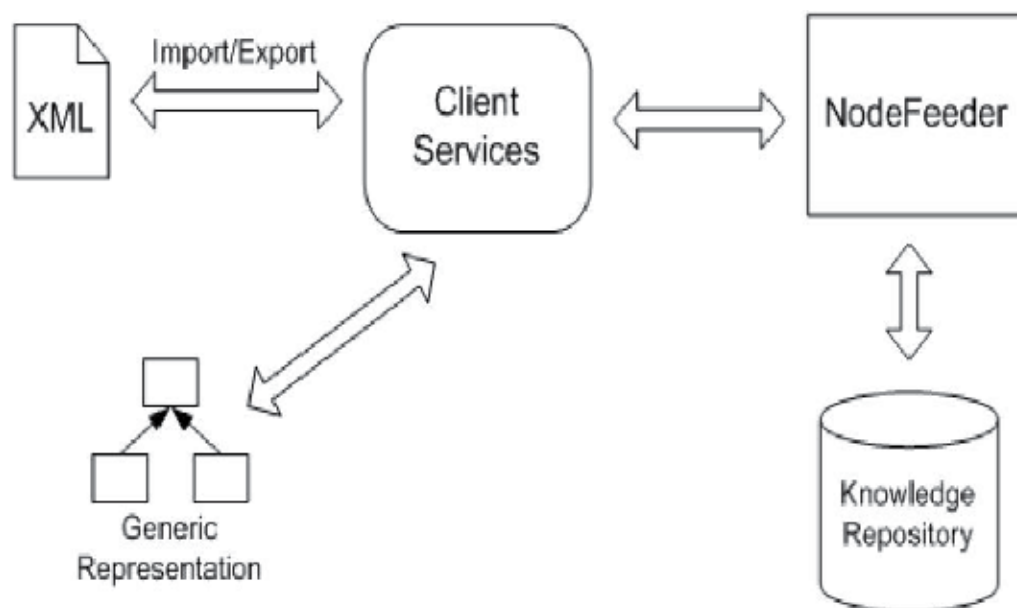 Import/Export
XML
Client
Services
NodeFeeder
Generic
Representation
Knowledge
Repository